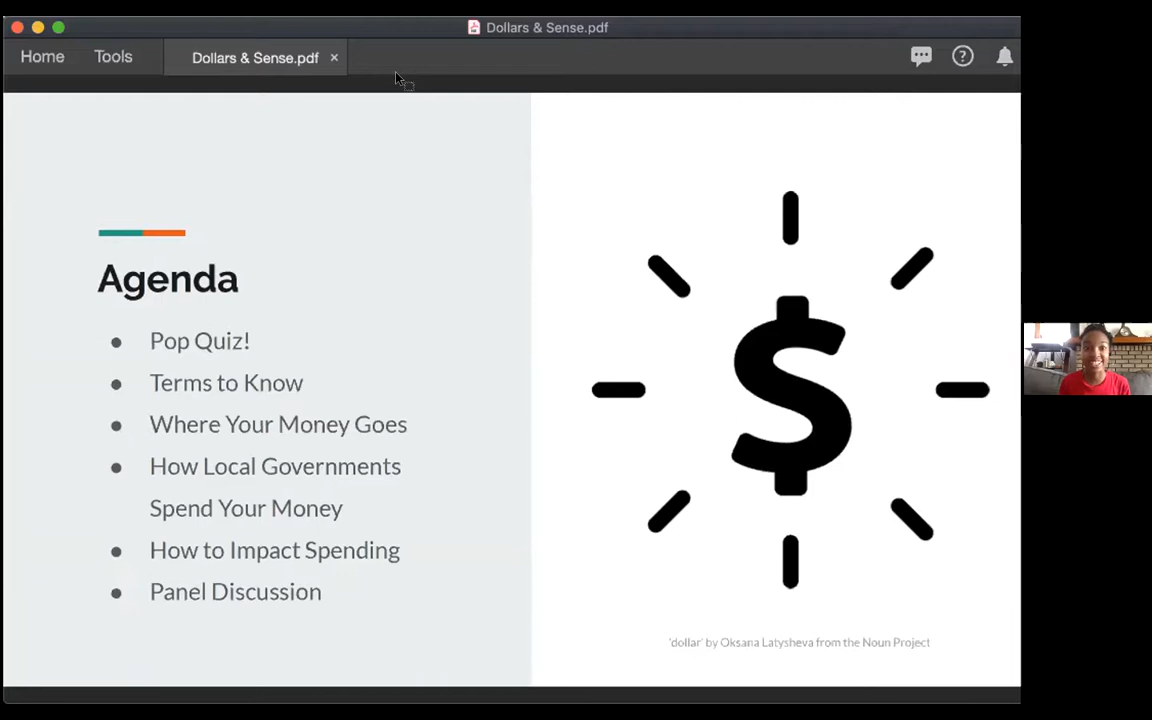 Dollars & Sense.pdf
Home Tools Dollars & Sense.pdf × ?
Agenda
● Pop Quiz!
● Terms to Know
● Where Your Money Goes
● How Local Governments
Spend Your Money
● How to Impact Spending
● Panel Discussion
$
'dollar' by Oksana Latysheva from the Noun Project